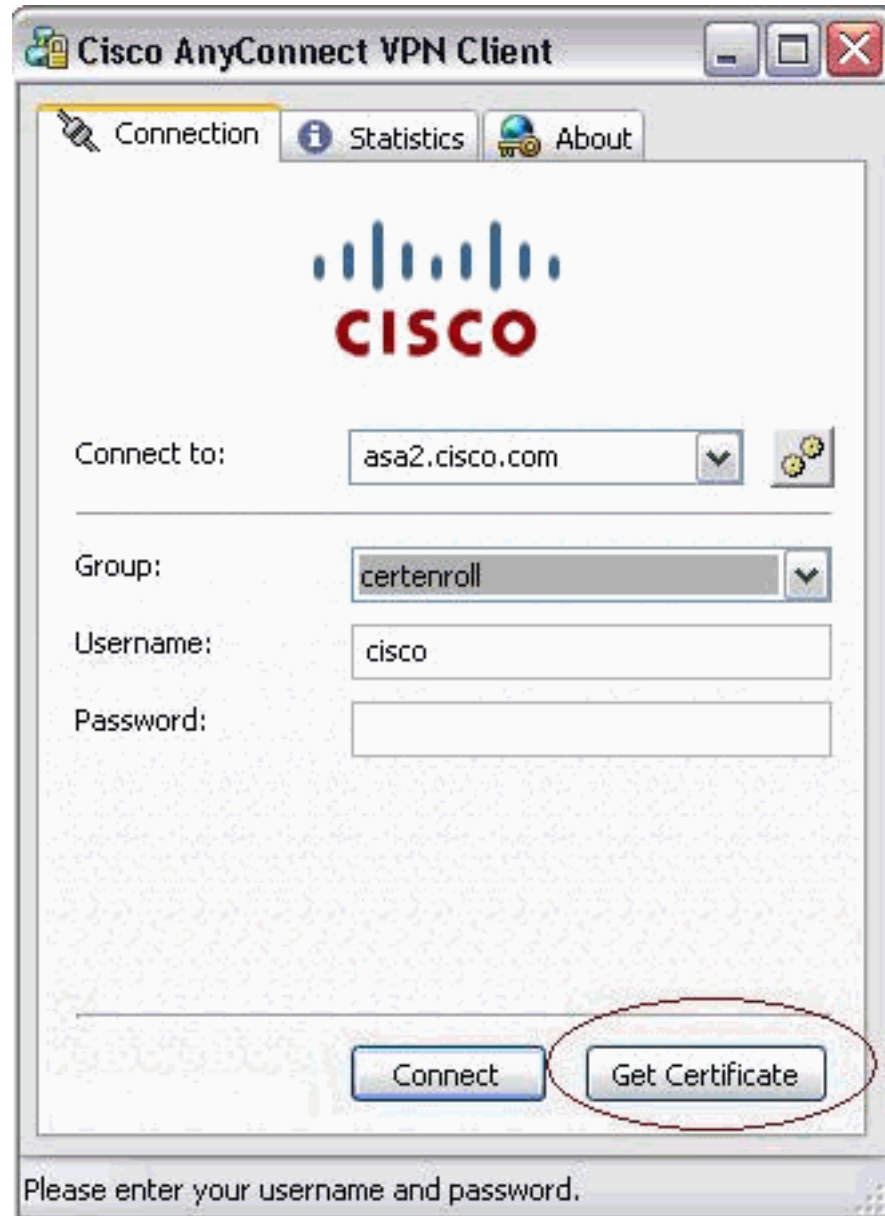 Cisco AnyConnect VPN Client
Connection
Statistics
About
CISCO
Connect to:
asa2.cisco.com
Group:
certenroll
Username:
cisco
Password:
Connect
Get Certificate
Please enter your username and password.